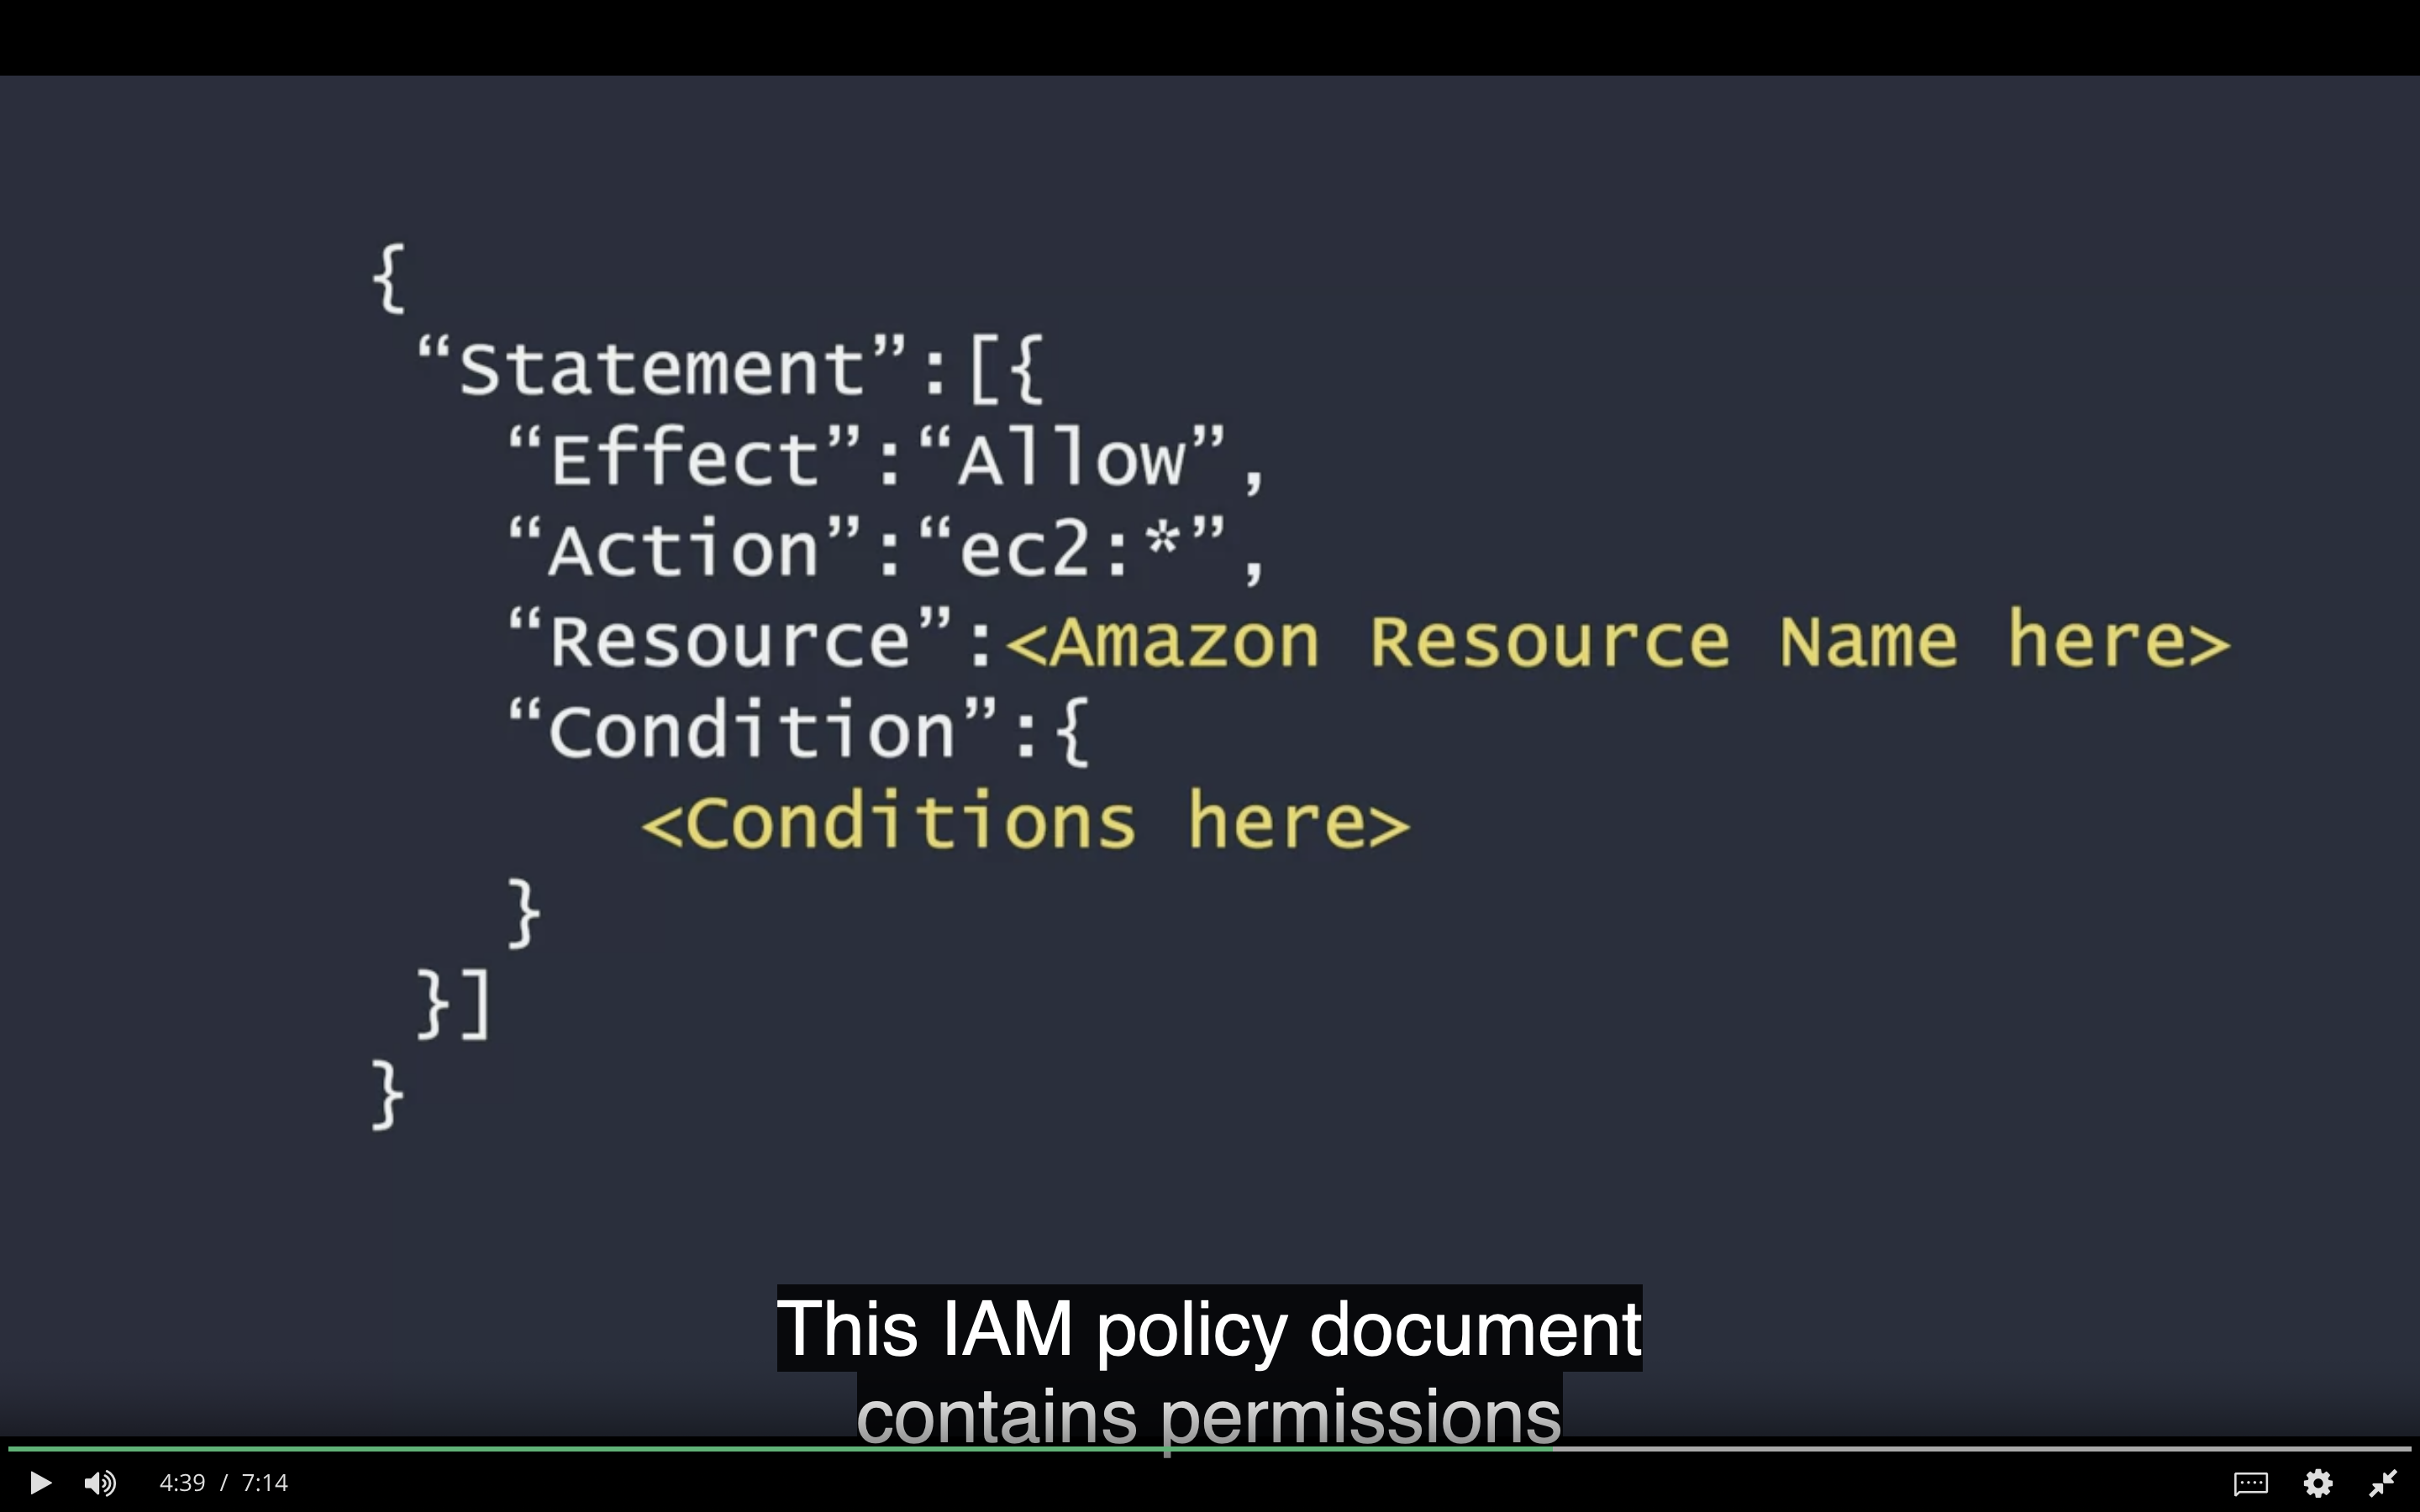 {
“Statement”:[{
“Effect”:“Allow”,
“Action”:“ec2:*”,
“Resource”:<Amazon Resource Name here>
“Condition”:{
<Conditions here>
}
}]
}
This IAM policy document
contains permissions
4:39 / 7:14